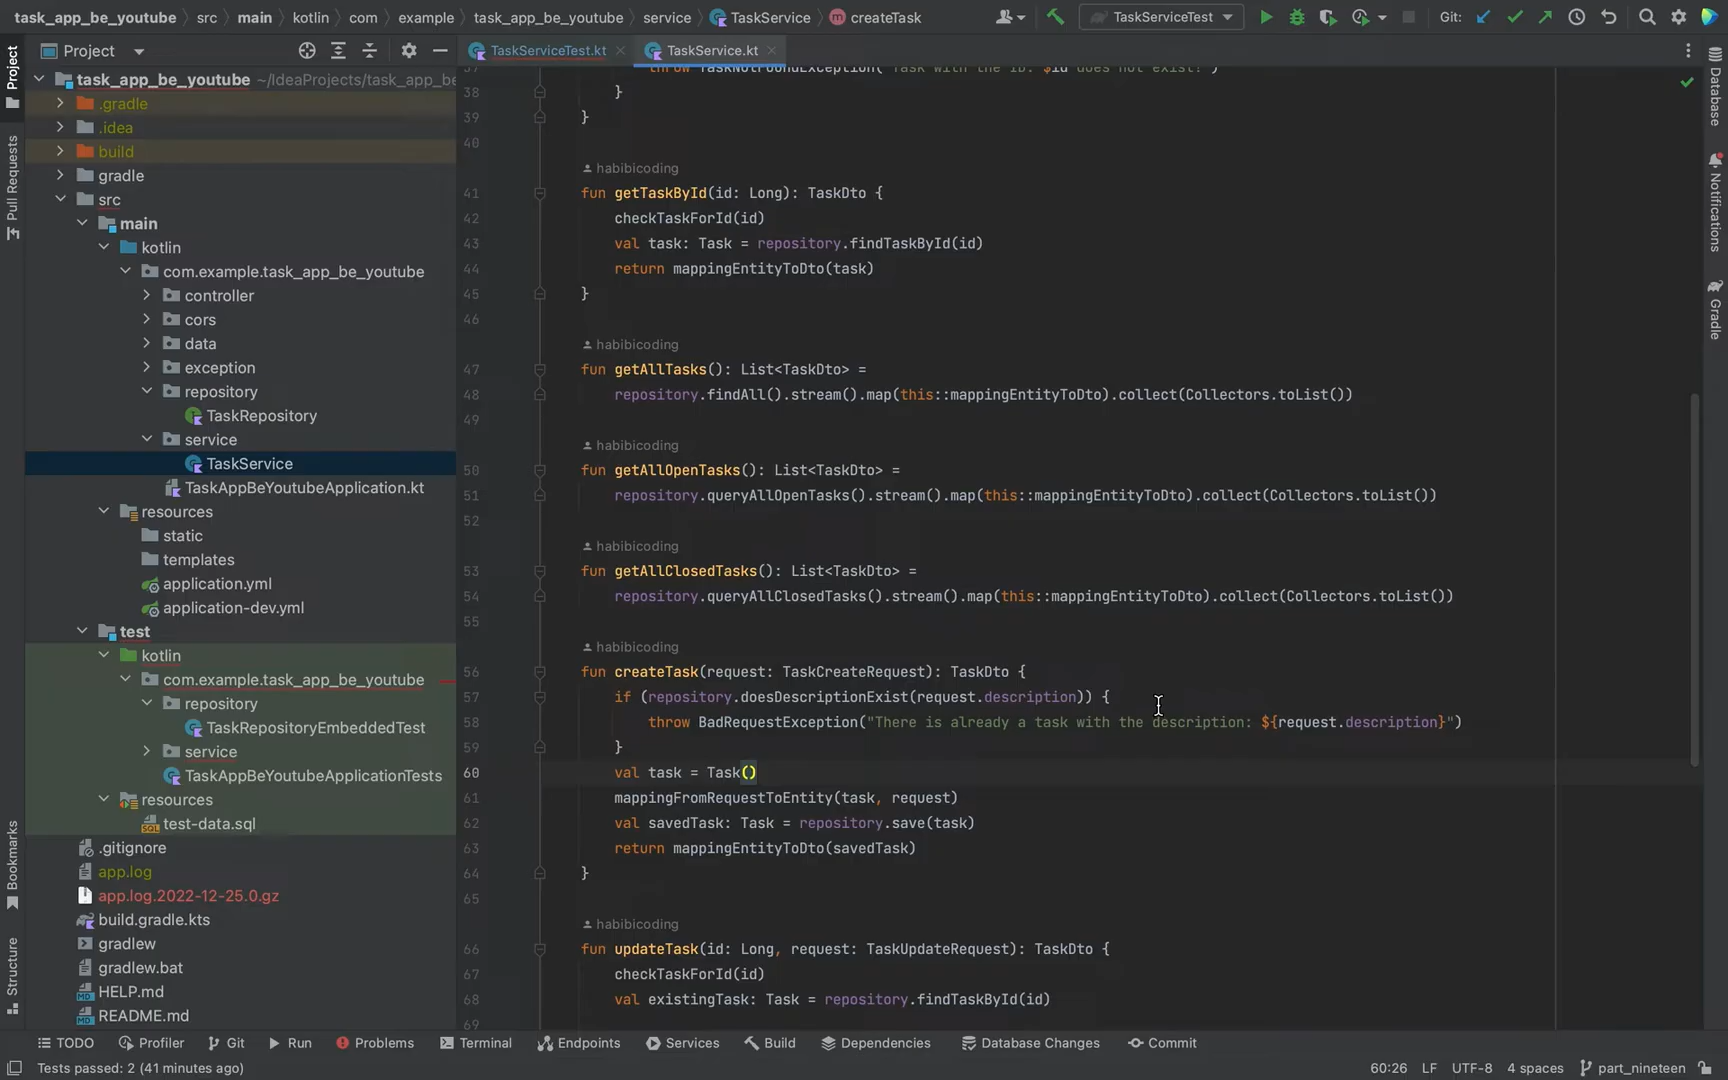 task_app_be_youtube src main kotlin com example task_app_be_youtube service TaskService createTask TaskServiceTest Git:
Project TaskServiceTest.kt TaskService.kt
task_app_be_youtube ~/IdeaProjects/task_app_be
.gradle
.idea
build
gradle
src
main
kotlin
com.example.task_app_be_youtube
controller
cors
data
exception
repository
TaskRepository
service
TaskService
TaskAppBeYoutubeApplication.kt
resources
static
templates
application.yml
application-dev.yml
test
kotlin
com.example.task_app_be_youtube
repository
TaskRepositoryEmbeddedTest
service
TaskAppBeYoutubeApplicationTests
resources
test-data.sql
.gitignore
app.log
app.log.2022-12-25.0.gz
build.gradle.kts
gradlew
gradlew.bat
HELP.md
README.md
Project
Pull Requests
Bookmarks
Structure
37 throw TaskNotFoundException("Task with the ID: $id does not exist!")
38 }
39 }
40
habibicoding
41 fun getTaskById(id: Long): TaskDto {
42 checkTaskForId(id)
43 val task: Task = repository.findTaskById(id)
44 return mappingEntityToDto(task)
45 }
46
habibicoding
47 fun getAllTasks(): List<TaskDto> =
48 repository.findAll().stream().map(this::mappingEntityToDto).collect(Collectors.toList())
49
habibicoding
50 fun getAllOpenTasks(): List<TaskDto> =
51 repository.queryAllOpenTasks().stream().map(this::mappingEntityToDto).collect(Collectors.toList())
52
habibicoding
53 fun getAllClosedTasks(): List<TaskDto> =
54 repository.queryAllClosedTasks().stream().map(this::mappingEntityToDto).collect(Collectors.toList())
55
habibicoding
56 fun createTask(request: TaskCreateRequest): TaskDto {
57 if (repository.doesDescriptionExist(request.description)) {
58 throw BadRequestException("There is already a task with the description: ${request.description}")
59 }
60 val task = Task()
61 mappingFromRequestToEntity(task, request)
62 val savedTask: Task = repository.save(task)
63 return mappingEntityToDto(savedTask)
64 }
65
habibicoding
66 fun updateTask(id: Long, request: TaskUpdateRequest): TaskDto {
67 checkTaskForId(id)
68 val existingTask: Task = repository.findTaskById(id)
69
Database
Notifications
Gradle
TODO Profiler Git Run Problems Terminal Endpoints Services Build Dependencies Database Changes Commit
Tests passed: 2 (41 minutes ago) 60:26 LF UTF-8 4 spaces part_nineteen